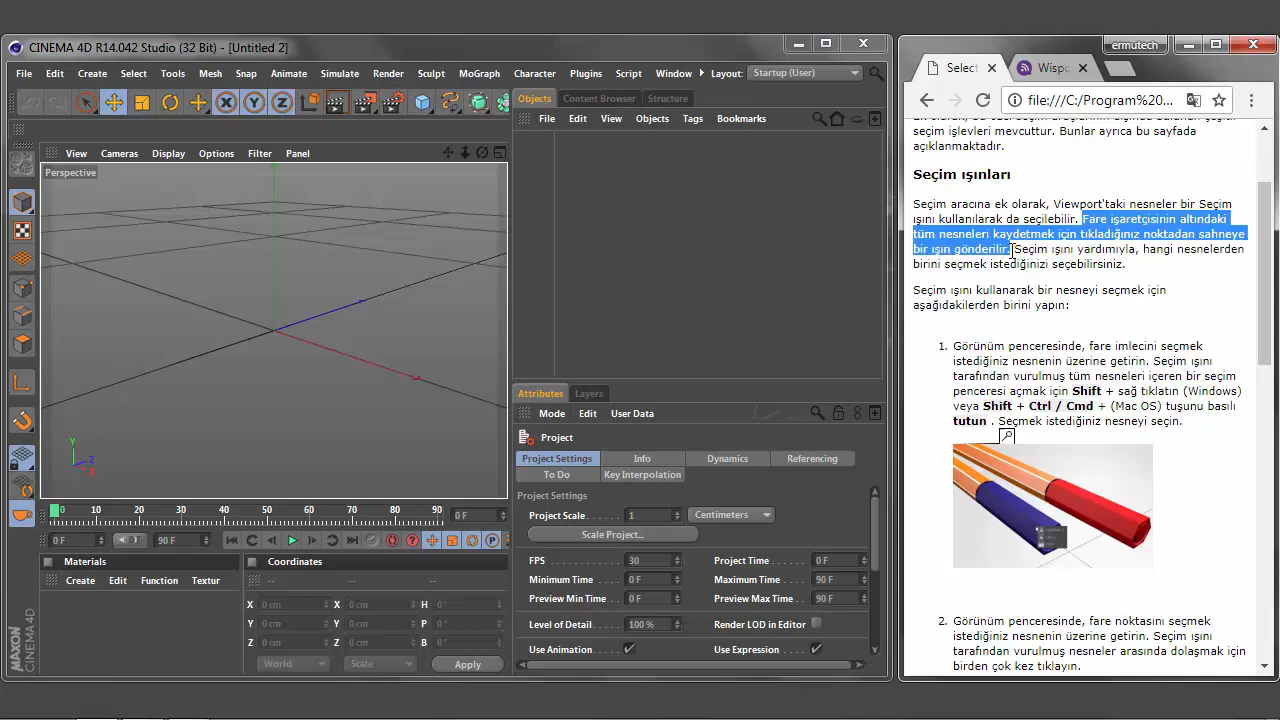 CINEMA 4D R14.042 Studio (32 Bit) - [Untitled 2]
File Edit Create Select Tools Mesh Snap Animate Simulate Render Sculpt MoGraph Character Plugins Script Window Layout: Startup (User)
Objects Content Browser Structure
File Edit View Objects Tags Bookmarks
View Cameras Display Options Filter Panel
Perspective
Y
Z
X
0 10 20 30 40 50 60 70 80 90 0 F
0 F 90 F
Materials
Create Edit Function Textur
MAXON
CINEMA 4D
Coordinates
-- -- --
X 0 cm X 0 cm H 0 °
Y 0 cm Y 0 cm P 0 °
Z 0 cm Z 0 cm B 0 °
World Scale Apply
Attributes Layers
Mode Edit User Data
Project
Project Settings Info Dynamics Referencing
To Do Key Interpolation
Project Settings
Project Scale 1 Centimeters
Scale Project...
FPS 30 Project Time 0 F
Minimum Time 0 F Maximum Time 90 F
Preview Min Time 0 F Preview Max Time 90 F
Level of Detail 100 % Render LOD in Editor
Use Animation Use Expression
ermutech
Select Wispc
file:///C:/Program%20...
seçim işlevleri mevcuttur. Bunlar ayrıca bu sayfada
açıklanmaktadır.
Seçim ışınları
Seçim aracına ek olarak, Viewport'taki nesneler bir Seçim
ışını kullanılarak da seçilebilir. Fare işaretçisinin altındaki
tüm nesneleri kaydetmek için tıkladığınız noktadan sahneye
bir ışın gönderilir. Seçim ışını yardımıyla, hangi nesnelerden
birini seçmek istediğinizi seçebilirsiniz.
Seçim ışını kullanarak bir nesneyi seçmek için
aşağıdakilerden birini yapın:
1. Görünüm penceresinde, fare imlecini seçmek
istediğiniz nesnenin üzerine getirin. Seçim ışını
tarafından vurulmuş tüm nesneleri içeren bir seçim
penceresi açmak için Shift + sağ tıklatın (Windows)
veya Shift + Ctrl / Cmd + (Mac OS) tuşunu basılı
tutun . Seçmek istediğiniz nesneyi seçin.
2. Görünüm penceresinde, fare noktasını seçmek
istediğiniz nesnenin üzerine getirin. Seçim ışını
tarafından vurulmuş nesneler arasında dolaşmak için
birden çok kez tıklayın.